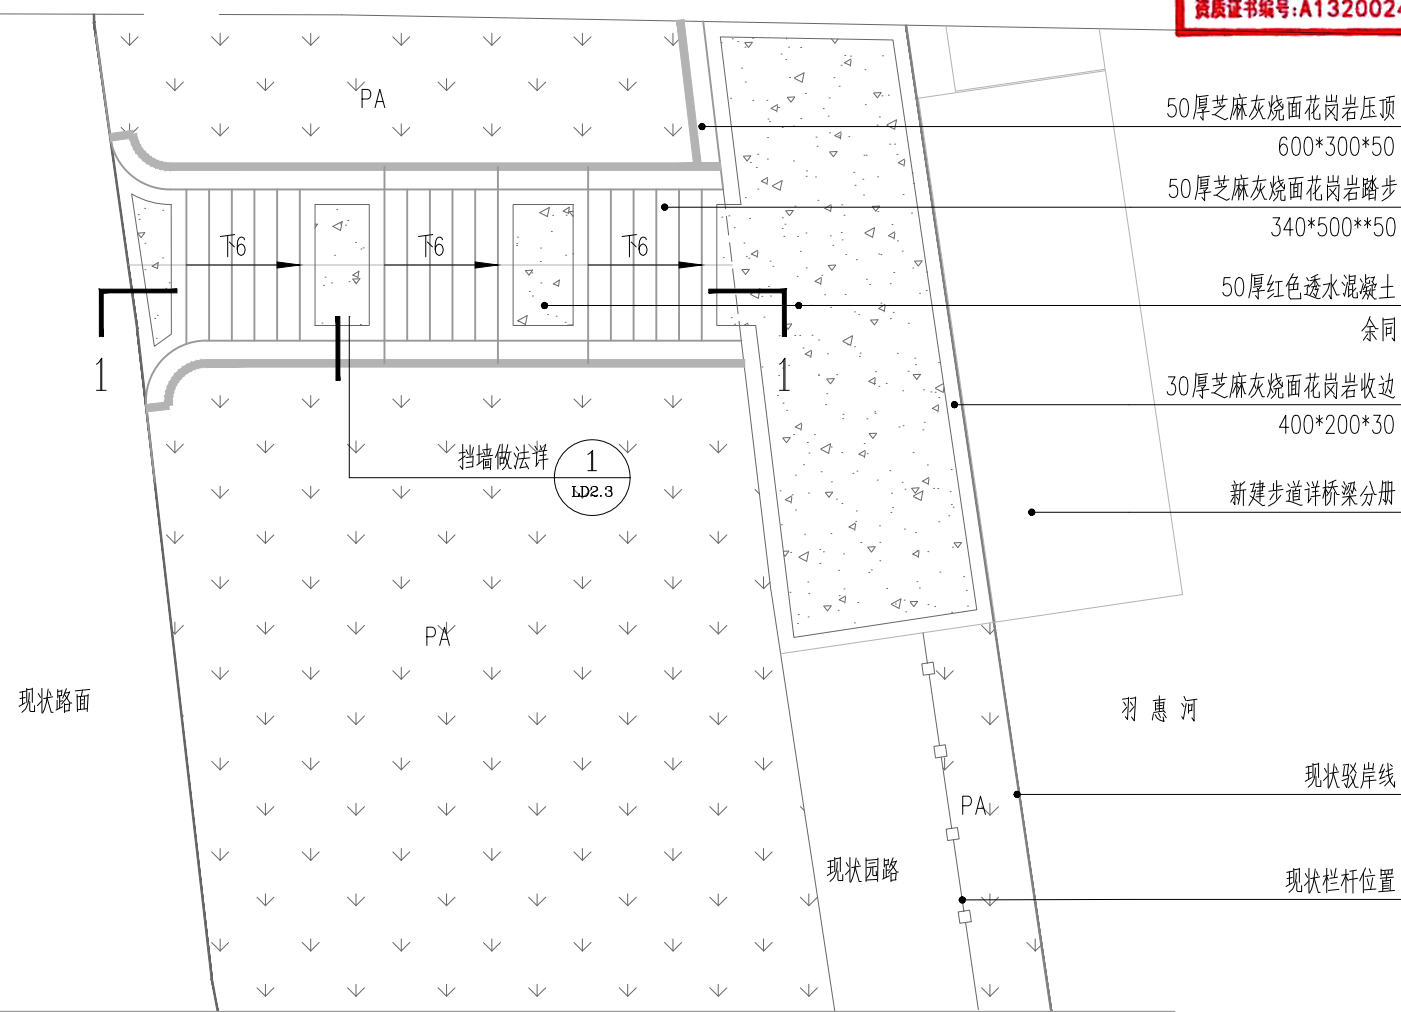 资质证书编号:A1320024
PA
50厚芝麻灰烧面花岗岩压顶
600*300*50
50厚芝麻灰烧面花岗岩踏步
340*500**50
下6
下6
下6
50厚红色透水混凝土
余同
1
1
30厚芝麻灰烧面花岗岩收边
400*200*30
挡墙做法详
1
LD2.3
新建步道详桥梁分册
PA
现状路面
羽惠河
现状驳岸线
PA
现状园路
现状栏杆位置